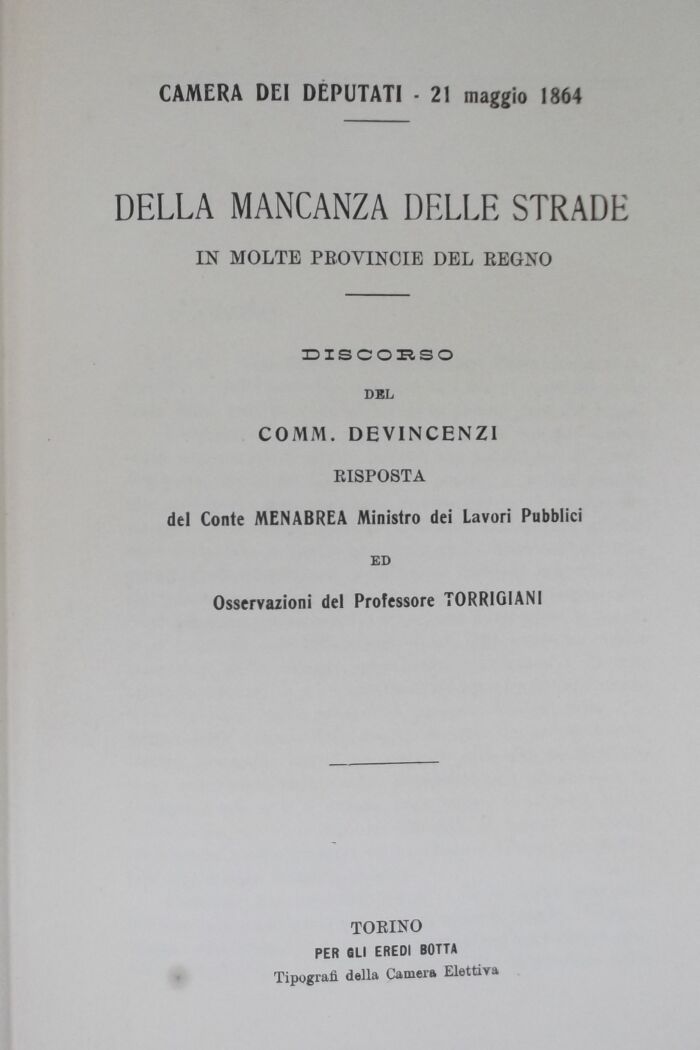 CAMERA DEI DEPUTATI - 21 maggio 1864
DELLA MANCANZA DELLE STRADE
IN MOLTE PROVINCIE DEL REGNO
DISCORSO
DEL
COMM. DEVINCENZI
RISPOSTA
del Conte MENABREA Ministro dei Lavori Pubblici
ED
Osservazioni del Professore TORRIGIANI
TORINO
PER GLI EREDI BOTTA
Tipografi della Camera Elettiva